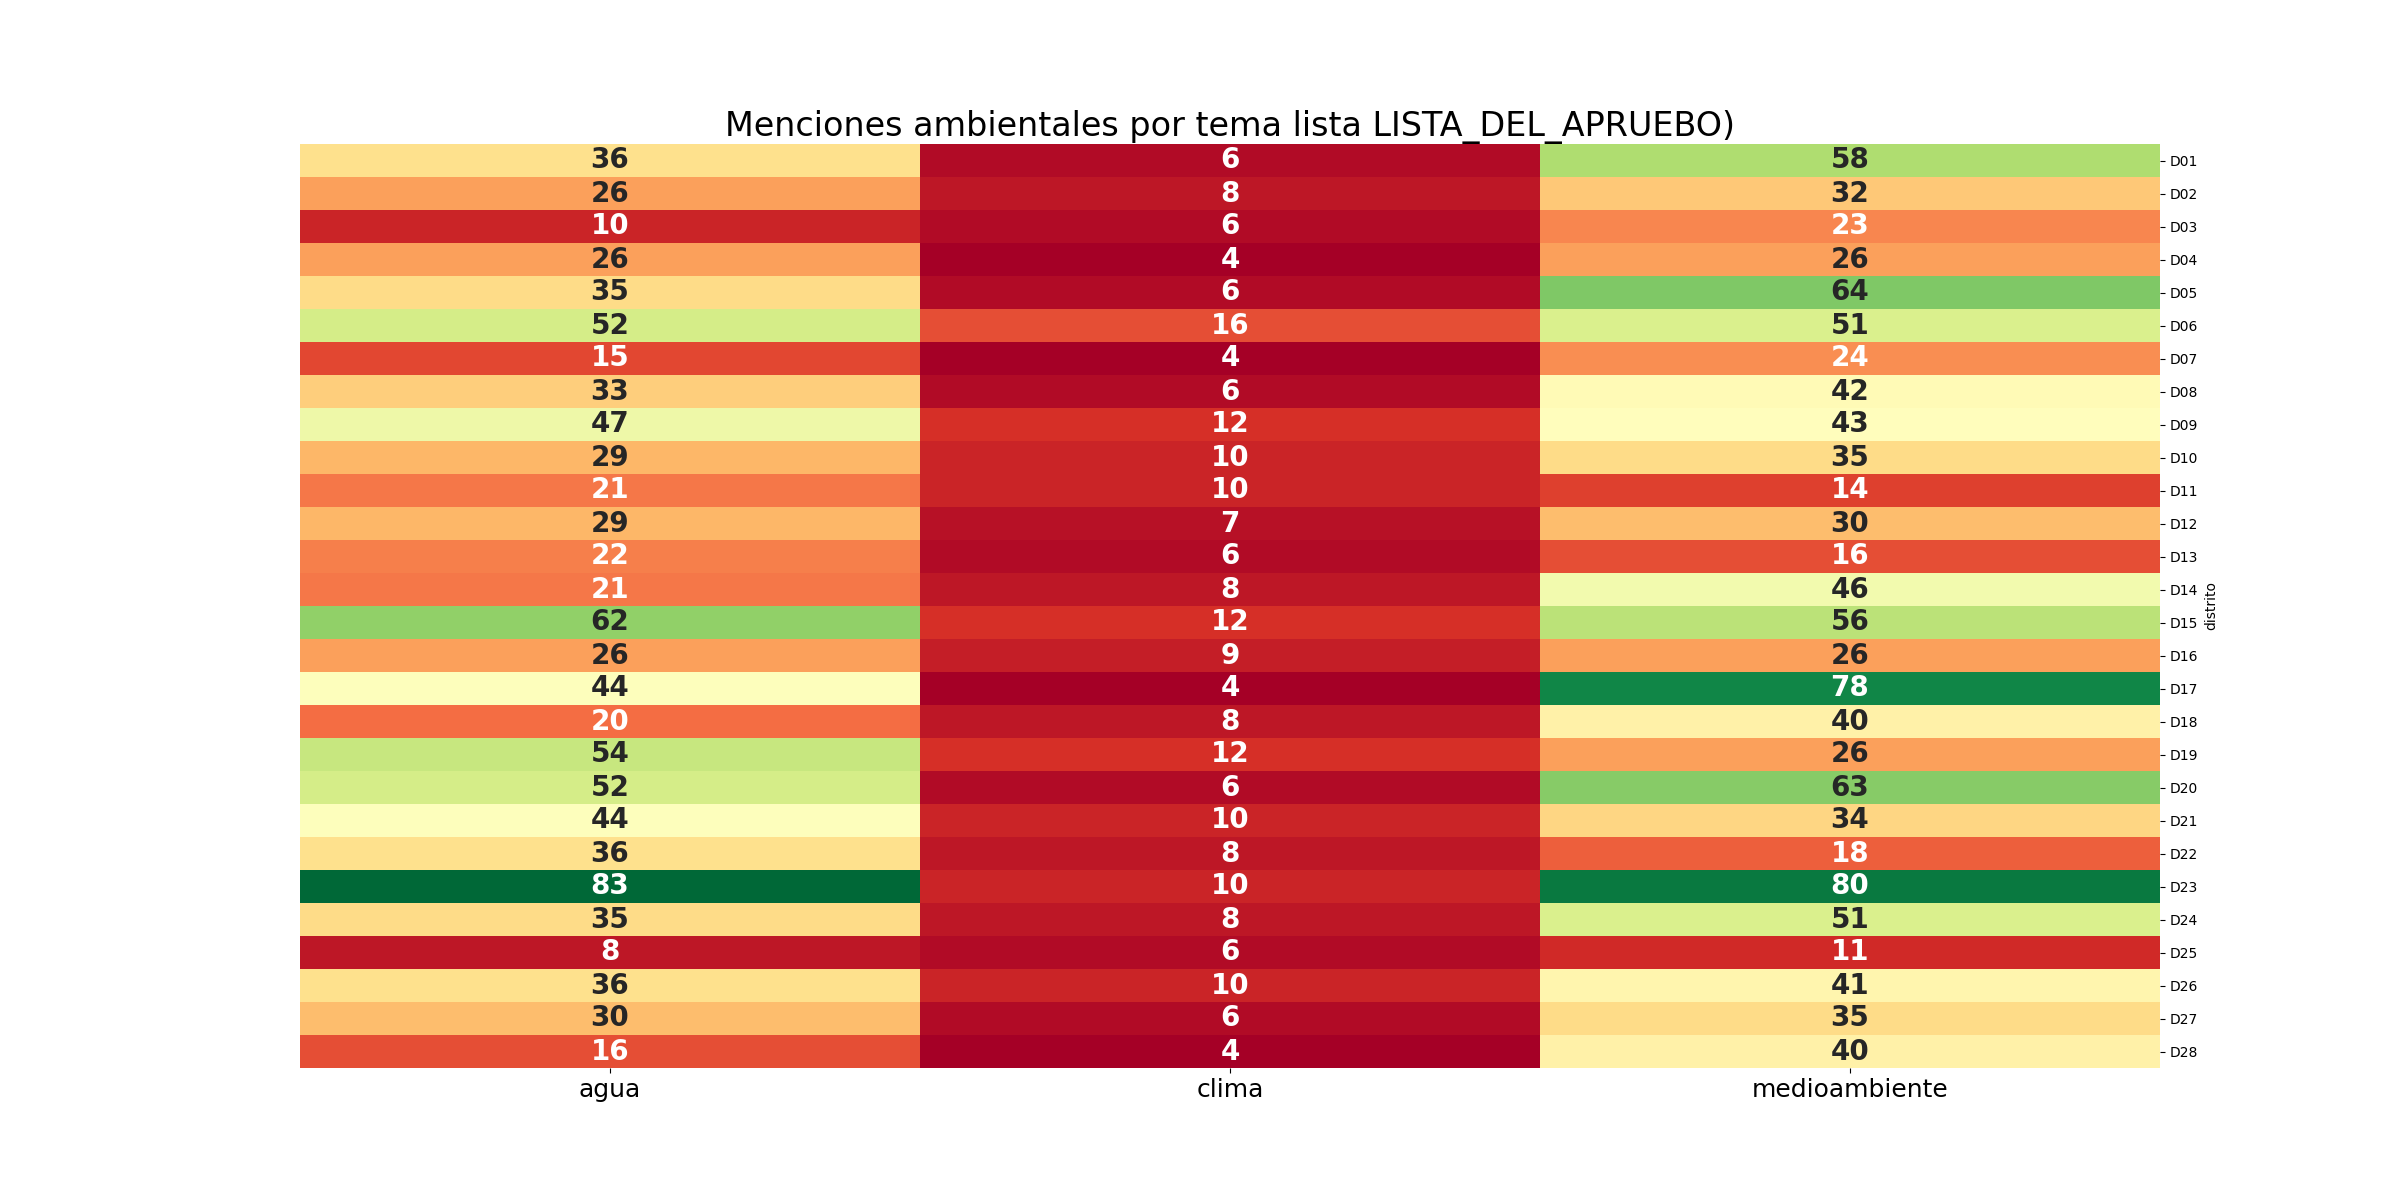 Menciones ambientales por tema lista LISTA_DEL_APRUEBO)
36 6 58 D01
26 8 32 D02
10 6 23 D03
26 4 26 D04
35 6 64 D05
52 16 51 D06
15 4 24 D07
33 6 42 D08
47 12 43 D09
29 10 35 D10
21 10 14 D11
29 7 30 D12
22 6 16 D13
21 8 46 D14
62 12 56 D15
26 9 26 D16
44 4 78 D17
20 8 40 D18
54 12 26 D19
52 6 63 D20
44 10 34 D21
36 8 18 D22
83 10 80 D23
35 8 51 D24
8 6 11 D25
36 10 41 D26
30 6 35 D27
16 4 40 D28
distrito
agua clima medioambiente